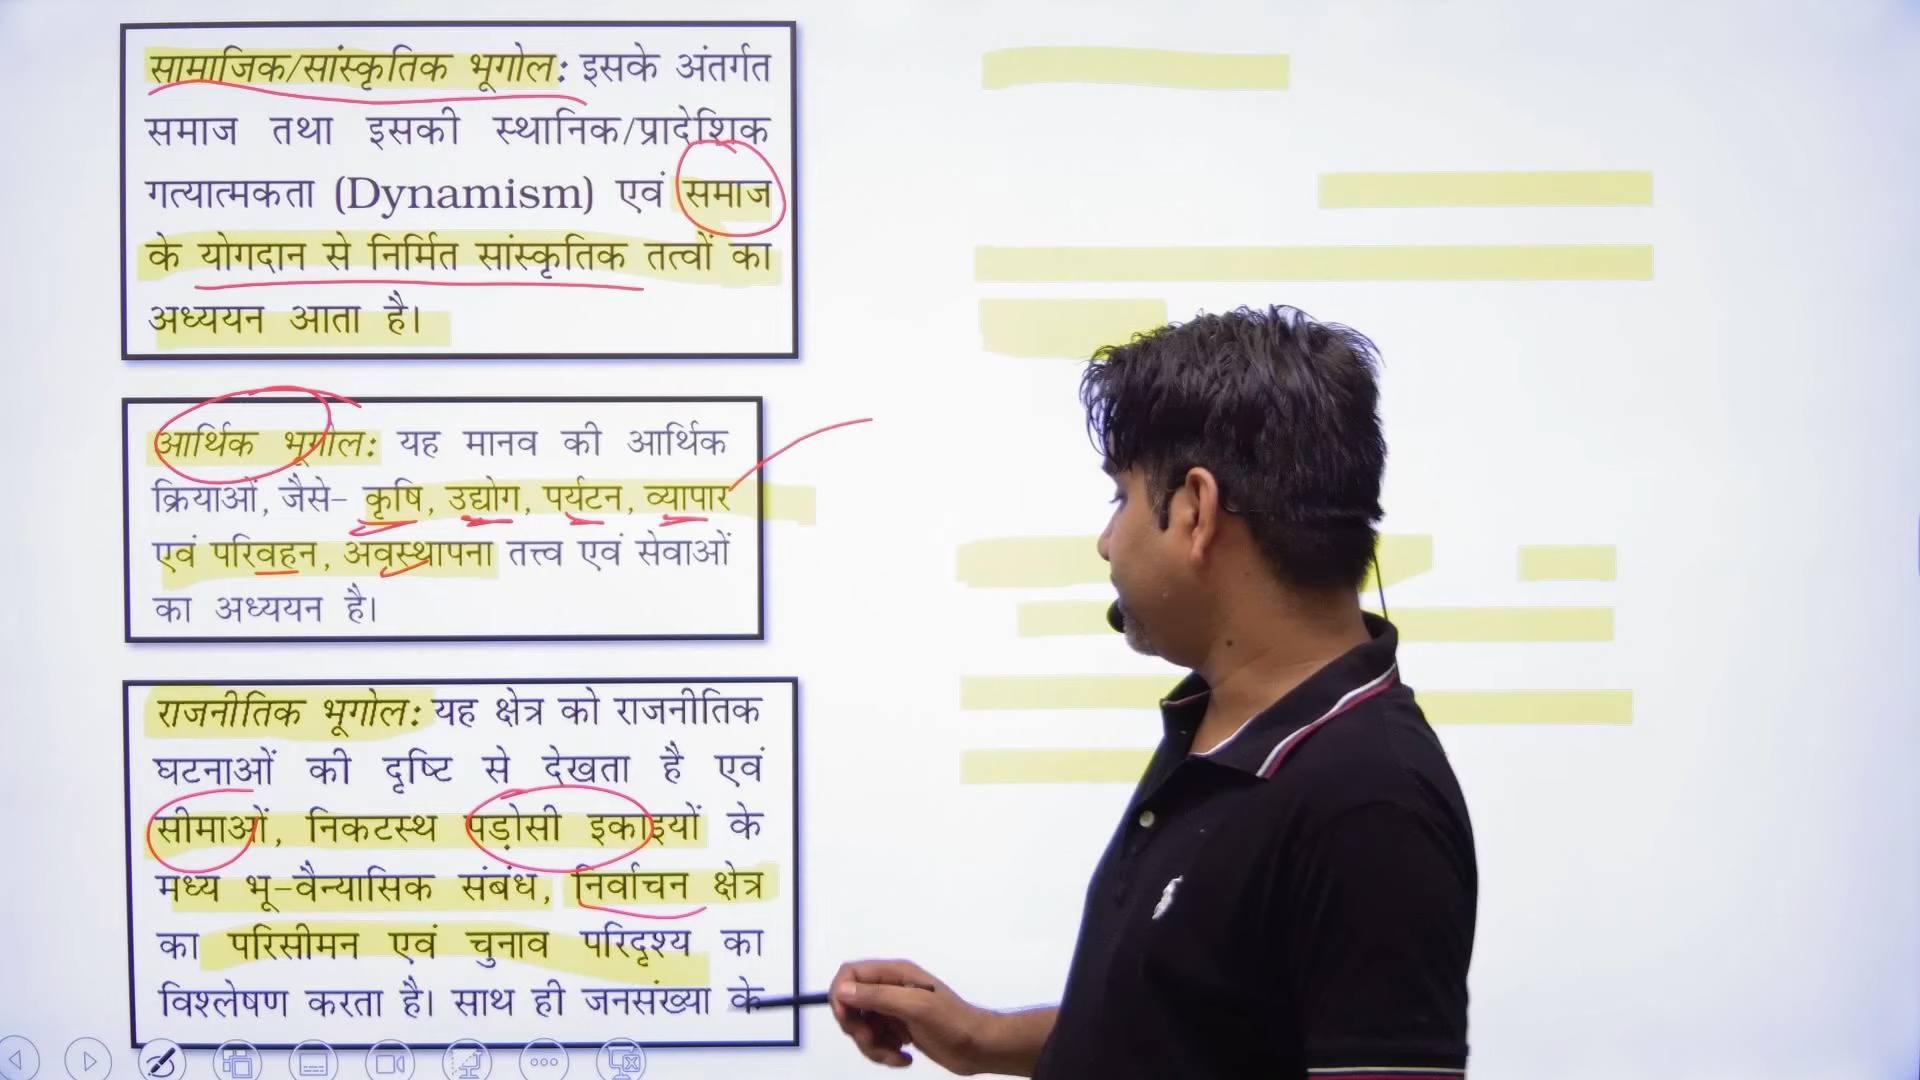 सामाजिक/सांस्कृतिक भूगोल: इसके अंतर्गत
समाज तथा इसकी स्थानिक/प्रादेशिक
गत्यात्मकता (Dynamism) एवं समाज
के योगदान से निर्मित सांस्कृतिक तत्वों का
अध्ययन आता है।
आर्थिक भूगोल: यह मानव की आर्थिक
क्रियाओं, जैसे- कृषि, उद्योग, पर्यटन, व्यापार
एवं परिवहन, अवस्थापना तत्त्व एवं सेवाओं
का अध्ययन है।
राजनीतिक भूगोल: यह क्षेत्र को राजनीतिक
घटनाओं की दृष्टि से देखता है एवं
सीमाओं, निकटस्थ पड़ोसी इकाइयों के
मध्य भू-वैन्यासिक संबंध, निर्वाचन क्षेत्र
का परिसीमन एवं चुनाव परिदृश्य का
विश्लेषण करता है। साथ ही जनसंख्या के